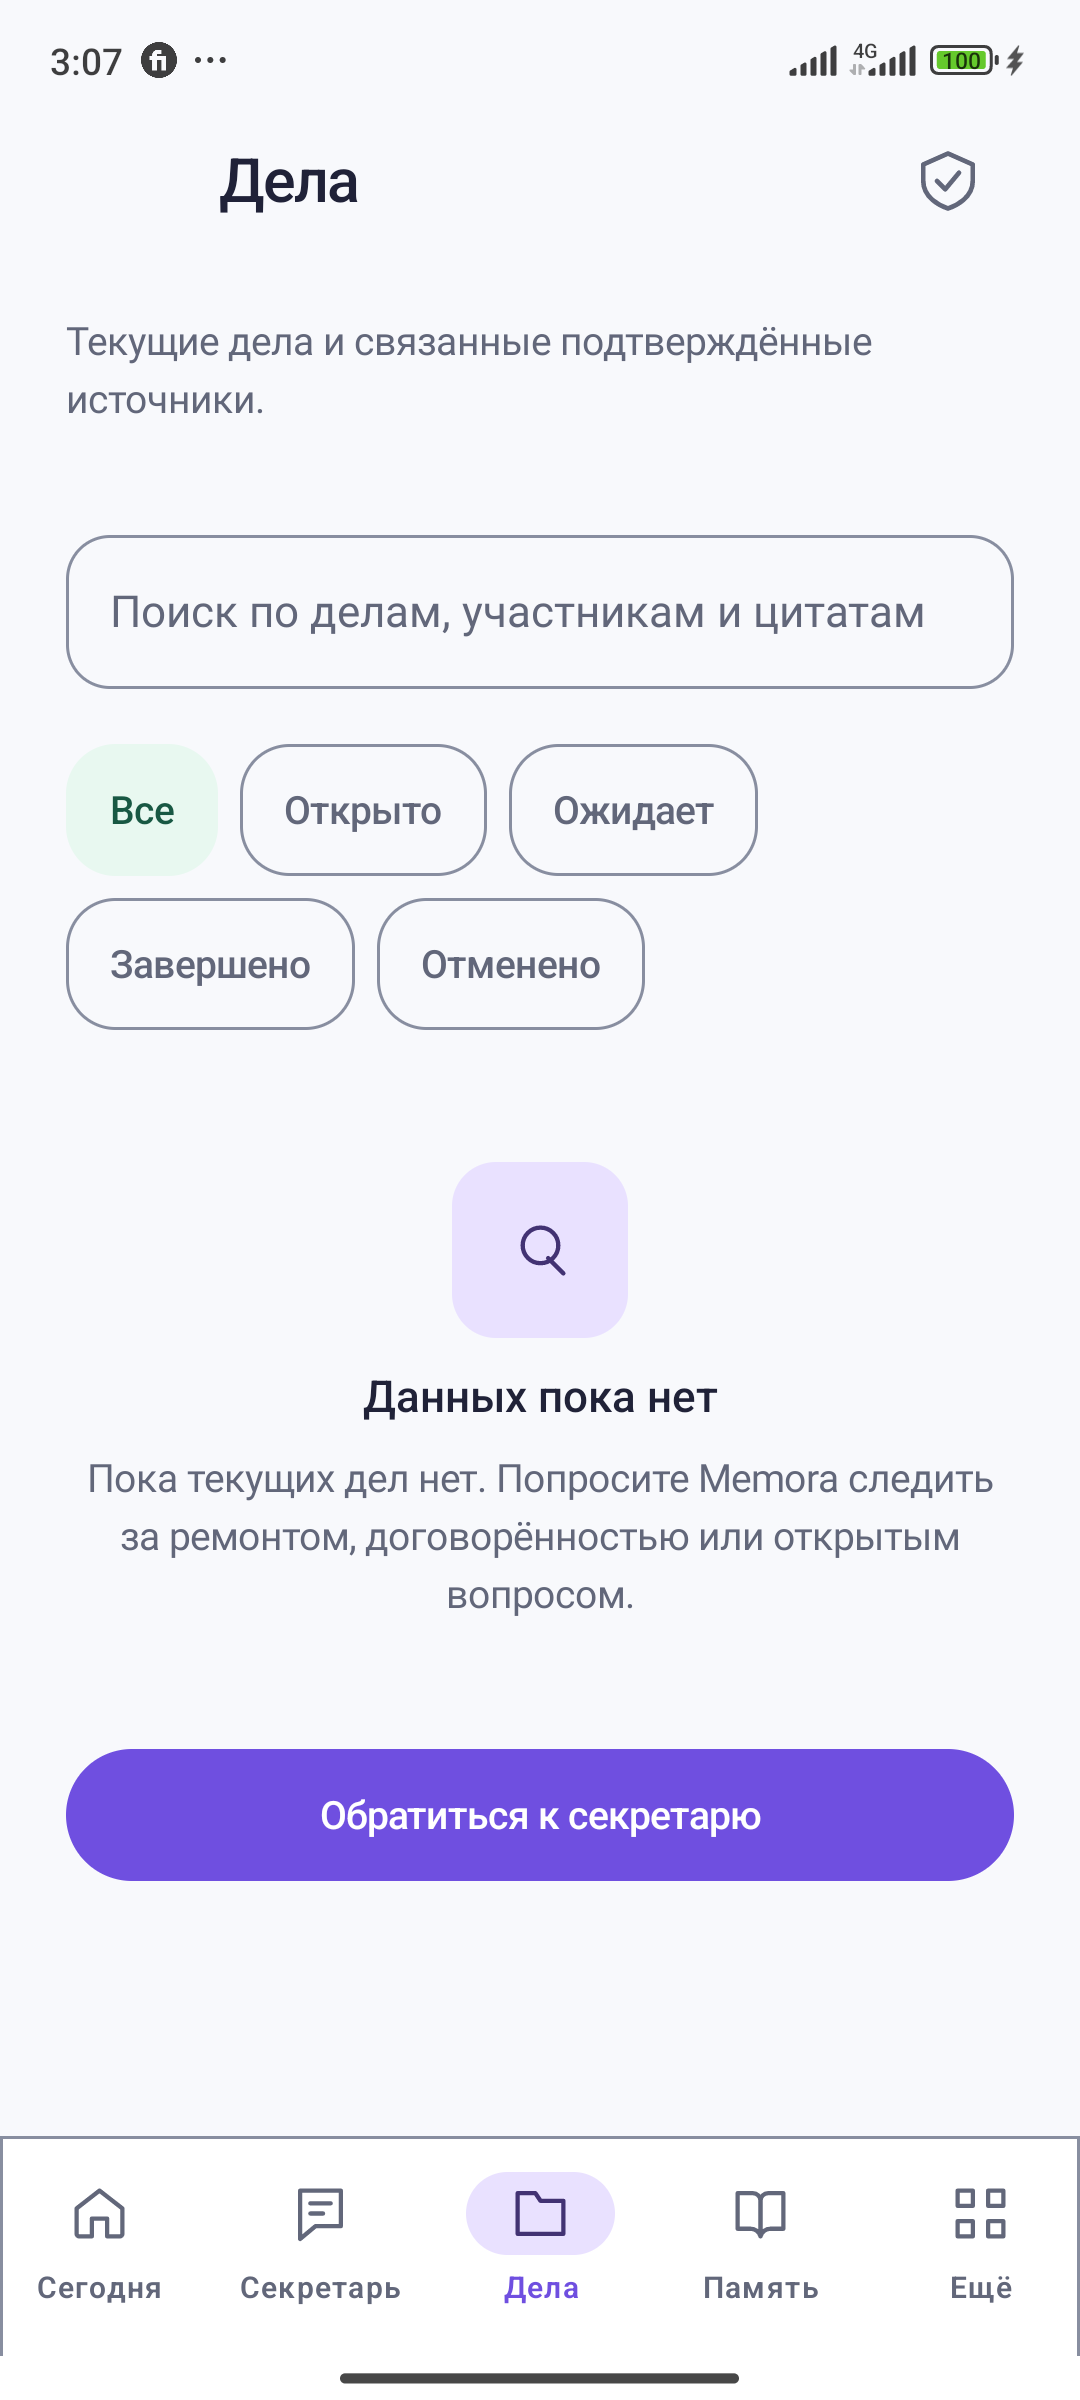 3:07
4G
100
Дела
Текущие дела и связанные подтверждённые
источники.
Поиск по делам, участникам и цитатам
Все Открыто Ожидает
Завершено Отменено
Данных пока нет
Пока текущих дел нет. Попросите Memora следить
за ремонтом, договорённостью или открытым
вопросом.
Обратиться к секретарю
Сегодня Секретарь Дела Память Ещё